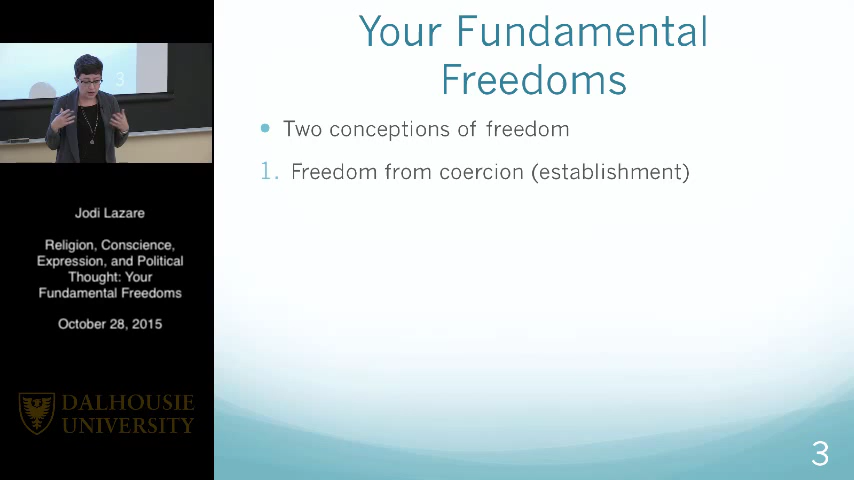 Your Fundamental
Freedoms
Two conceptions of freedom
1. Freedom from coercion (establishment)
3
3
Jodi Lazare
Religion, Conscience,
Expression, and Political
Thought: Your
Fundamental Freedoms
October 28, 2015
DALHOUSIE
UNIVERSITY